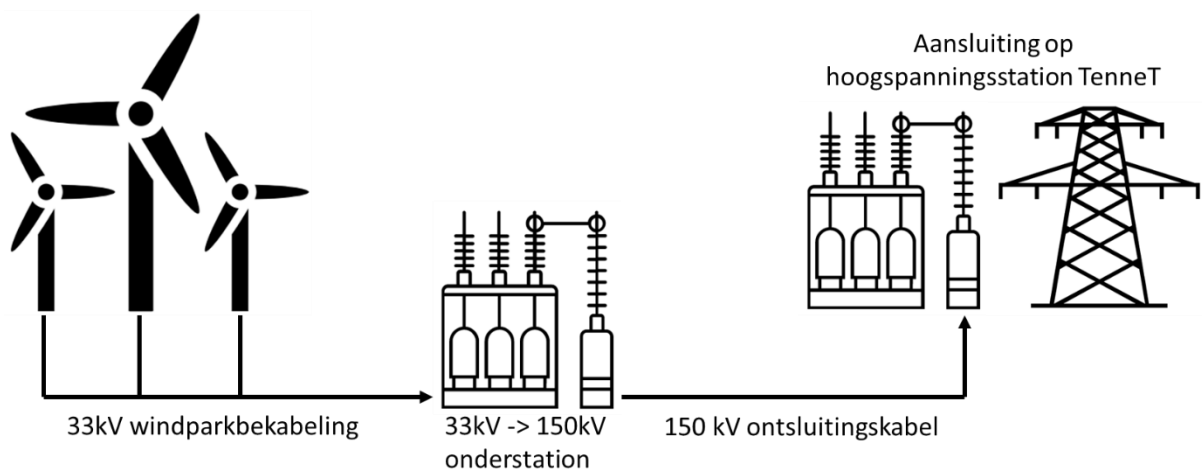 Aansluiting op
hoogspanningsstation TenneT
33kV windparkbekabeling
33kV -> 150kV
onderstation
150 kV ontsluitingskabel